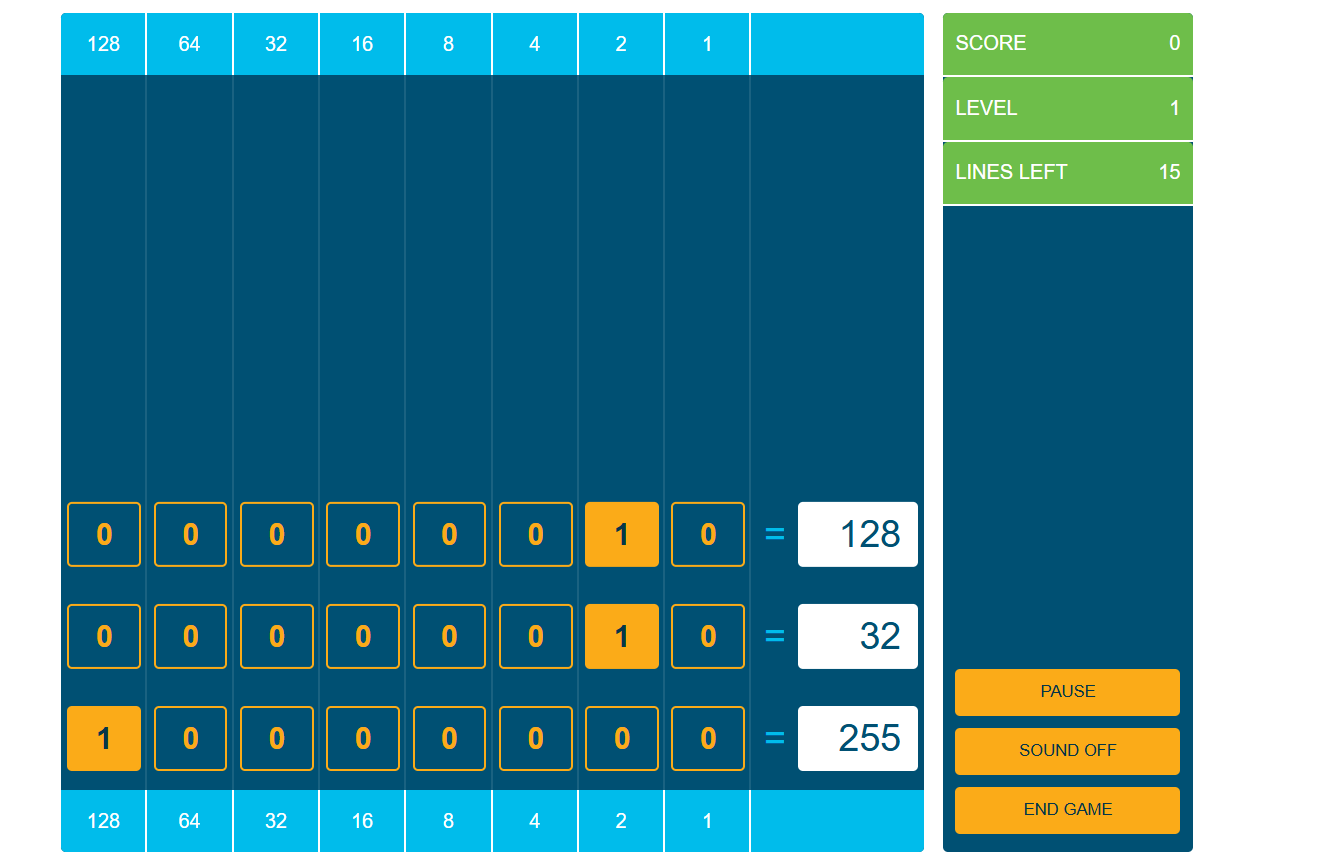 128 64 32 16 8 4 2 1
SCORE 0
LEVEL 1
LINES LEFT 15
0 0 0 0 0 0 1 0 = 128
0 0 0 0 0 0 1 0 = 32
1 0 0 0 0 0 0 0 = 255
128 64 32 16 8 4 2 1
PAUSE
SOUND OFF
END GAME